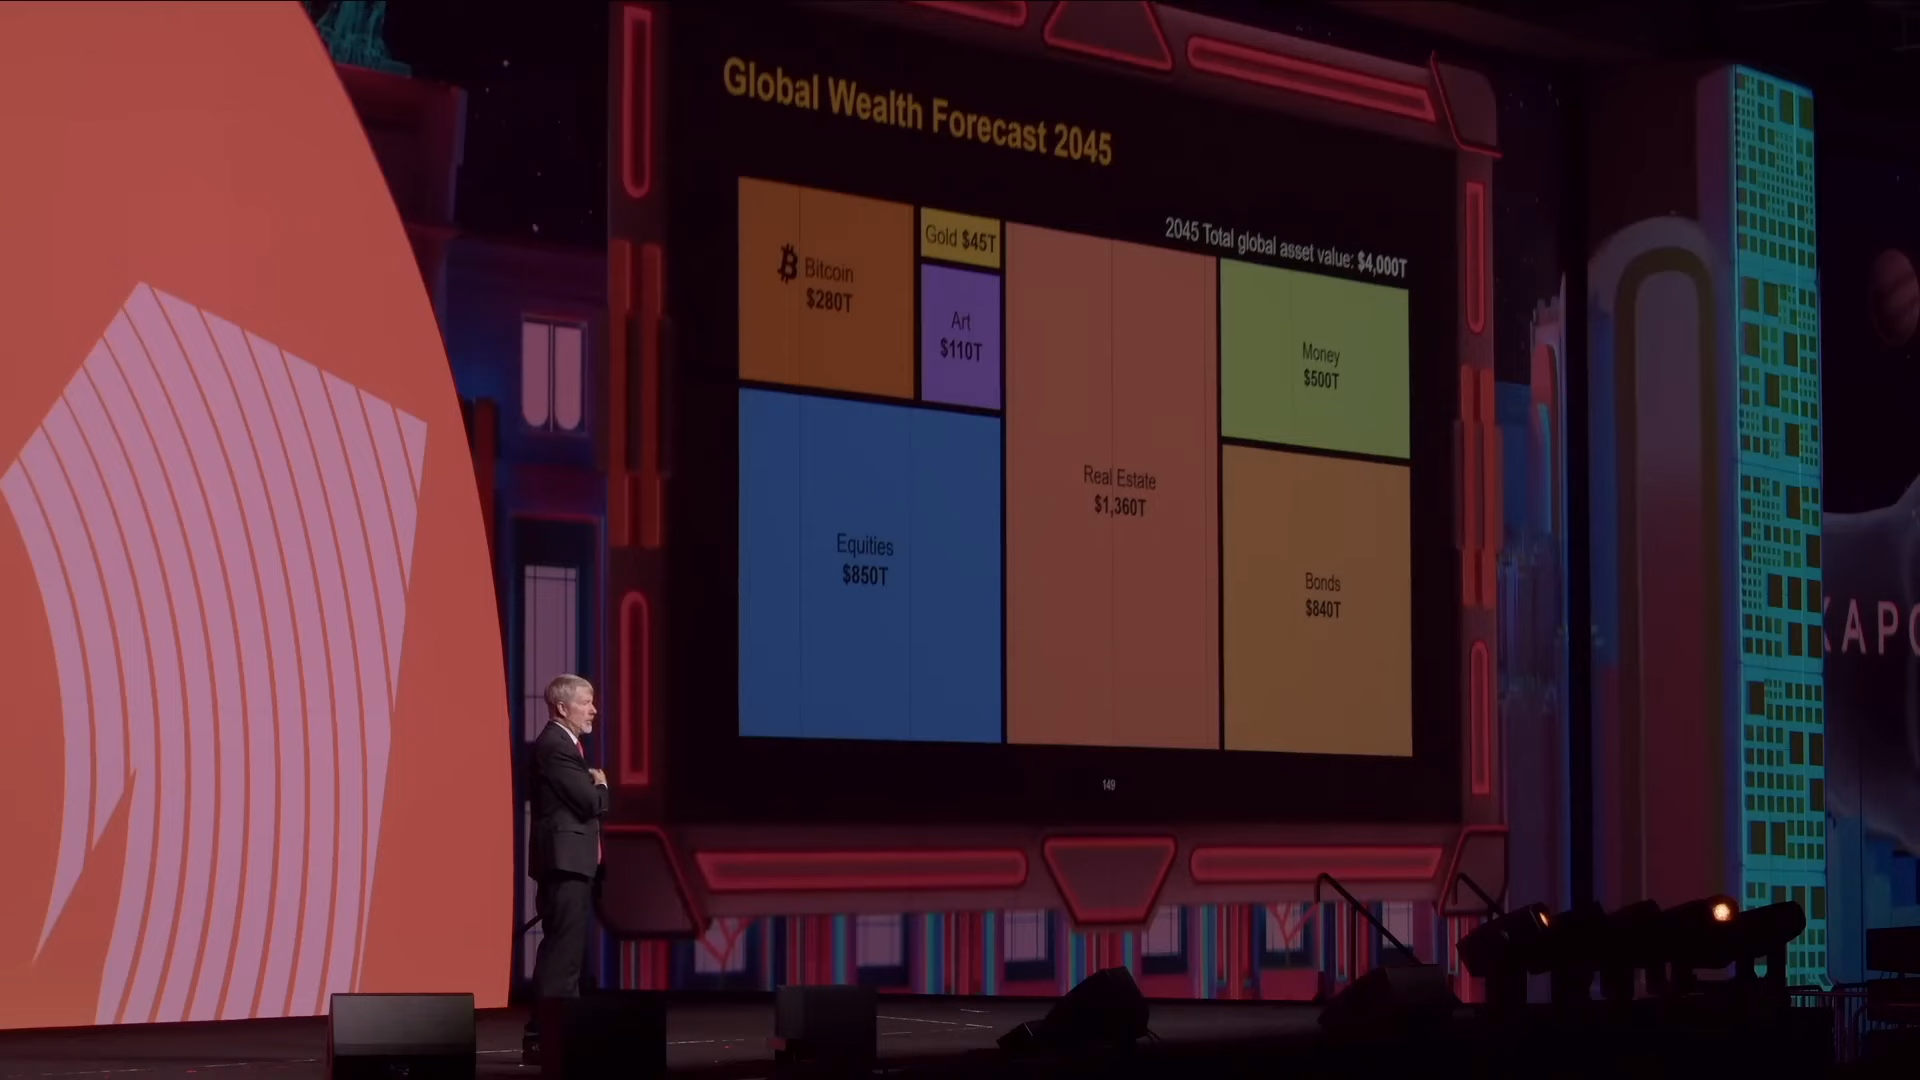 Global Wealth Forecast 2045
2045 Total global asset value: $4,000T
Bitcoin
$280T
Gold $45T
Art
$110T
Equities
$850T
Real Estate
$1,360T
Money
$500T
Bonds
$840T
149
KAPO